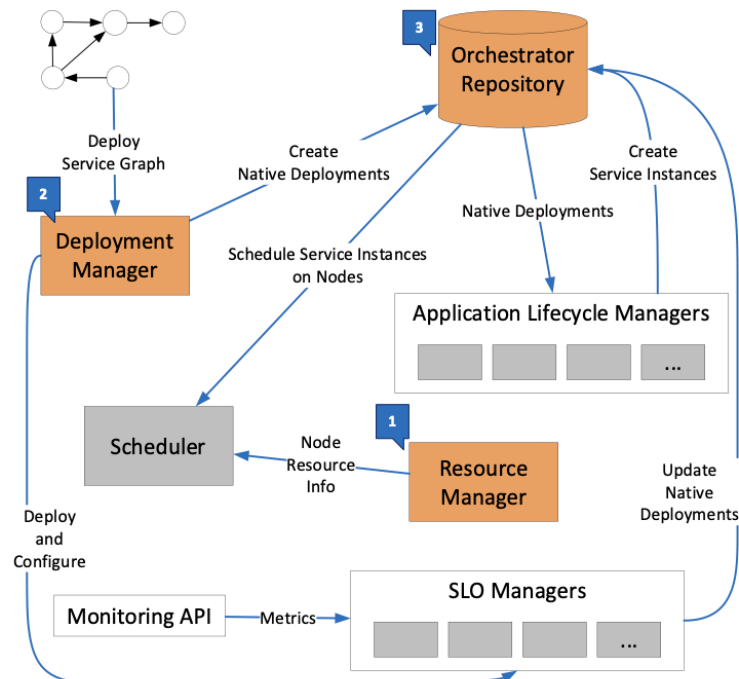 3
Orchestrator
Repository
Deploy
Service Graph
Create
Native Deployments
Create
Service Instances
2
Native Deployments
Deployment
Manager
Schedule Service Instances
on Nodes
Application Lifecycle Managers
...
1
Scheduler
Node
Resource
Info
Resource
Manager
Update
Native
Deployments
Deploy
and
Configure
SLO Managers
Monitoring API
Metrics
...